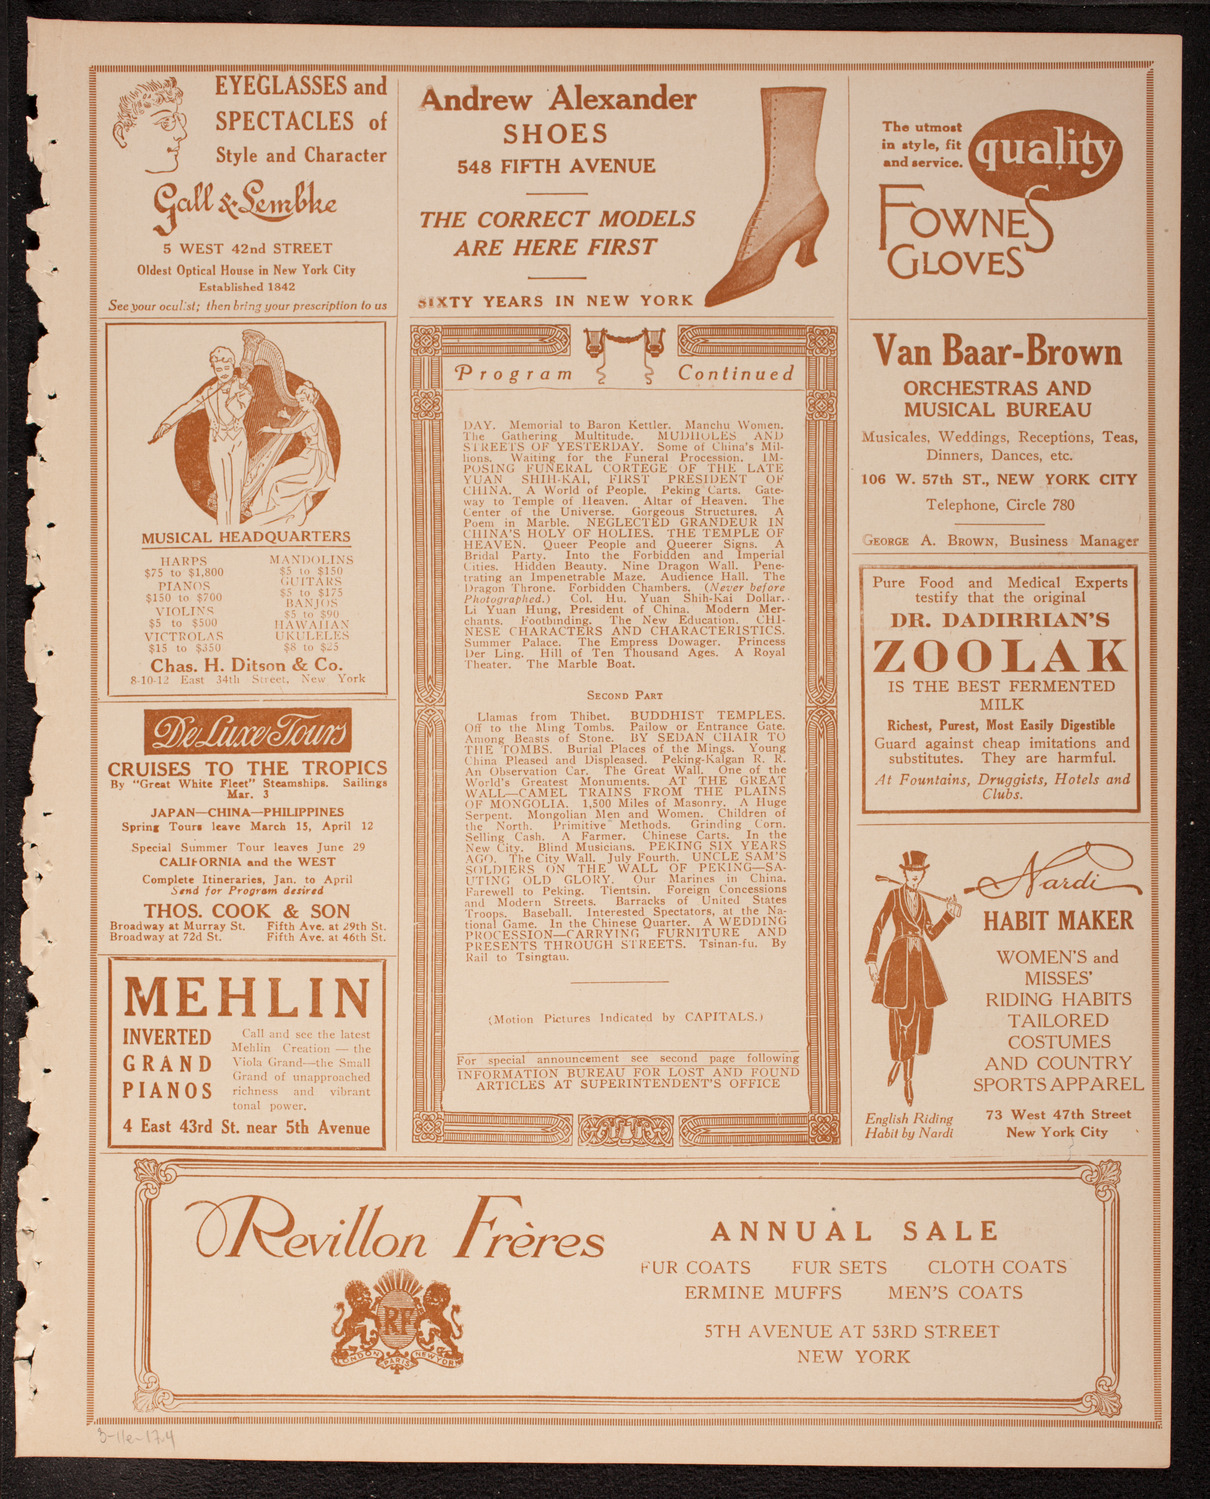 EYEGLASSES and
SPECTACLES of
Style and Character
Gall & Lembke
5 WEST 42nd STREET
Oldest Optical House in New York City
Established 1842
See your oculist; then bring your prescription to us
MUSICAL HEADQUARTERS
HARPS
$75 to $1,800
PIANOS
$150 to $700
VIOLINS
$5 to $500
VICTROLAS
$15 to $350
MANDOLINS
$5 to $150
GUITARS
$5 to $175
BANJOS
$5 to $90
HAWAIIAN
UKULELES
$8 to $25
Chas. H. Ditson & Co.
8-10-12 East 34th Street, New York
De Luxe Tours
CRUISES TO THE TROPICS
By "Great White Fleet" Steamships. Sailings
Mar. 3
JAPAN—CHINA—PHILIPPINES
Spring Tours leave March 15, April 12
Special Summer Tour leaves June 29
CALIFORNIA and the WEST
Complete Itineraries, Jan. to April
Send for Program desired
THOS. COOK & SON
Broadway at Murray St. Fifth Ave. at 29th St.
Broadway at 72d St. Fifth Ave. at 46th St.
MEHLIN
INVERTED
GRAND
PIANOS
Call and see the latest
Mehlin Creation — the
Viola Grand—the Small
Grand of unapproached
richness and vibrant
tonal power.
4 East 43rd St. near 5th Avenue
Andrew Alexander
SHOES
548 FIFTH AVENUE
THE CORRECT MODELS
ARE HERE FIRST
SIXTY YEARS IN NEW YORK
Program Continued
DAY. Memorial to Baron Kettler. Manchu Women.
The Gathering Multitude. MUDHOLES AND
STREETS OF YESTERDAY. Some of China's Mil-
lions. Waiting for the Funeral Procession. IM-
POSING FUNERAL CORTEGE OF THE LATE
YUAN SHIH-KAI, FIRST PRESIDENT OF
CHINA. A World of People. Peking Carts. Gate-
way to Temple of Heaven. Altar of Heaven. The
Center of the Universe. Gorgeous Structures. A
Poem in Marble. NEGLECTED GRANDEUR IN
CHINA'S HOLY OF HOLIES. THE TEMPLE OF
HEAVEN. Queer People and Queerer Signs. A
Bridal Party. Into the Forbidden and Imperial
Cities. Hidden Beauty. Nine Dragon Wall. Pene-
trating an Impenetrable Maze. Audience Hall. The
Dragon Throne. Forbidden Chambers. (Never before
Photographed.) Col. Hu. Yuan Shih-Kai Dollar.
Li Yuan Hung, President of China. Modern Mer-
chants. Footbinding. The New Education. CHI-
NESE CHARACTERS AND CHARACTERISTICS.
Summer Palace. The Empress Dowager. Princess
Der Ling. Hill of Ten Thousand Ages. A Royal
Theater. The Marble Boat.
SECOND PART
Llamas from Thibet. BUDDHIST TEMPLES.
Off to the Ming Tombs. Pailow or Entrance Gate.
Among Beasts of Stone. BY SEDAN CHAIR TO
THE TOMBS. Burial Places of the Mings. Young
China Pleased and Displeased. Peking-Kalgan R. R.
An Observation Car. The Great Wall. One of the
World's Greatest Monuments. AT THE GREAT
WALL—CAMEL TRAINS FROM THE PLAINS
OF MONGOLIA. 1,500 Miles of Masonry. A Huge
Serpent. Mongolian Men and Women. Children of
the North. Primitive Methods. Grinding Corn.
Selling Cash. A Farmer. Chinese Carts. In the
New City. Blind Musicians. PEKING SIX YEARS
AGO. The City Wall. July Fourth. UNCLE SAM'S
SOLDIERS ON THE WALL OF PEKING—SA-
UTING OLD GLORY. Our Marines in China.
Farewell to Peking. Tientsin. Foreign Concessions
and Modern Streets. Barracks of United States
Troops. Baseball. Interested Spectators, at the Na-
tional Game. In the Chinese Quarter. A WEDDING
PROCESSION—CARRYING FURNITURE AND
PRESENTS THROUGH STREETS. Tsinan-fu. By
Rail to Tsingtau.
(Motion Pictures Indicated by CAPITALS.)
For special announcement see second page following
INFORMATION BUREAU FOR LOST AND FOUND
ARTICLES AT SUPERINTENDENT'S OFFICE
The utmost
in style, fit
and service.
quality
FOWNES
GLOVES
Van Baar-Brown
ORCHESTRAS AND
MUSICAL BUREAU
Musicales, Weddings, Receptions, Teas,
Dinners, Dances, etc.
106 W. 57th ST., NEW YORK CITY
Telephone, Circle 780
GEORGE A. BROWN, Business Manager
Pure Food and Medical Experts
testify that the original
DR. DADIRRIAN'S
ZOOLAK
IS THE BEST FERMENTED
MILK
Richest, Purest, Most Easily Digestible
Guard against cheap imitations and
substitutes. They are harmful.
At Fountains, Druggists, Hotels and
Clubs.
Nardi
HABIT MAKER
WOMEN'S and
MISSES'
RIDING HABITS
TAILORED
COSTUMES
AND COUNTRY
SPORTS APPAREL
English Riding
Habit by Nardi
73 West 47th Street
New York City
Revillon Frères
RF
LONDON PARIS NEW YORK
ANNUAL SALE
FUR COATS FUR SETS CLOTH COATS
ERMINE MUFFS MEN'S COATS
5TH AVENUE AT 53RD STREET
NEW YORK